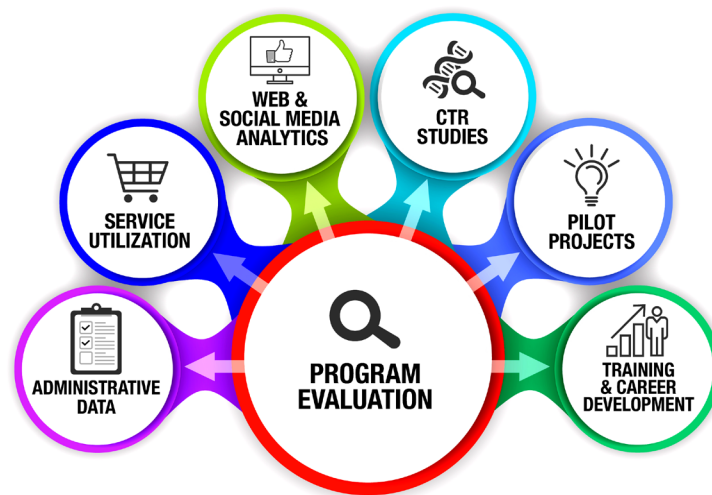 WEB &
SOCIAL MEDIA
ANALYTICS
CTR
STUDIES
SERVICE
UTILIZATION
PILOT
PROJECTS
ADMINISTRATIVE
DATA
PROGRAM
EVALUATION
TRAINING
& CAREER
DEVELOPMENT